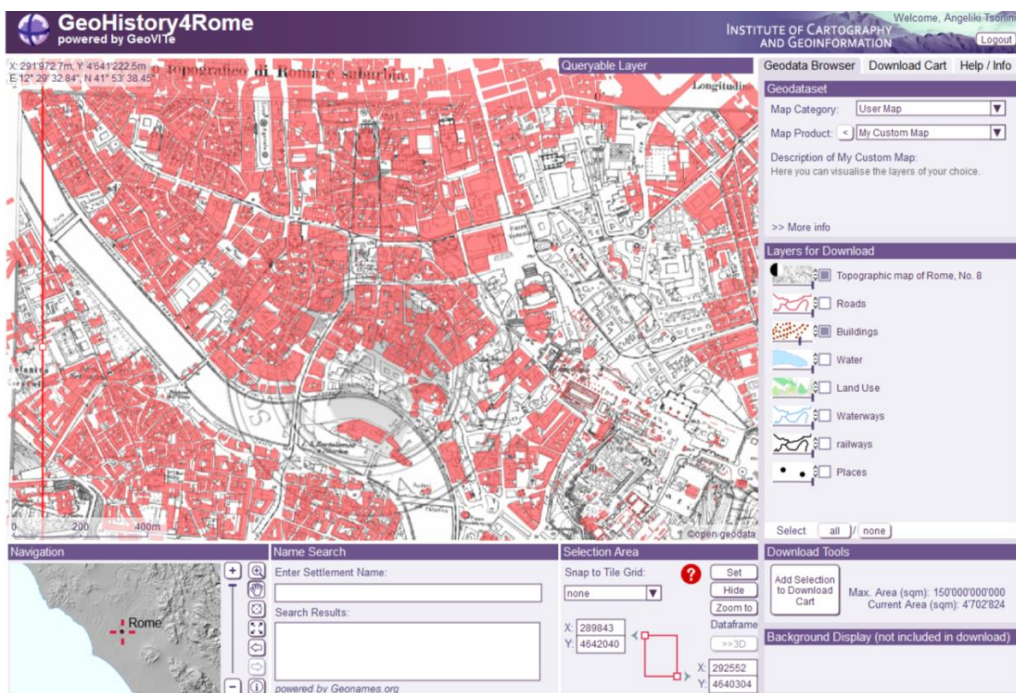 GeoHistory4Rome
powered by GeoVITe
INSTITUTE OF CARTOGRAPHY
AND GEOINFORMATION
Welcome, Angeliki Tsorlini
Logout
X: 291'972.7m, Y: 4'641'222.5m
E 12° 29' 32.84", N 41° 53' 38.45"
topografico di Roma e suburbio
Longitudine
Queryable Layer
0 200 400m
©open geodata
Geodata Browser Download Cart Help / Info
Geodataset
Map Category: User Map
Map Product: < My Custom Map
Description of My Custom Map:
Here you can visualise the layers of your choice.
>> More info
Layers for Download
Topographic map of Rome, No. 8
Roads
Buildings
Water
Land Use
Waterways
railways
Places
Select all / none
Navigation
Rome
Name Search
Enter Settlement Name:
Search Results:
powered by Geonames.org
Selection Area
Snap to Tile Grid:
none
?
Set
Hide
Zoom to
Dataframe
>>3D
X: 289843
Y: 4642040
X: 292552
Y: 4640304
Download Tools
Add Selection
to Download
Cart
Max. Area (sqm): 150'000'000'000
Current Area (sqm): 4'702'824
Background Display (not included in download)